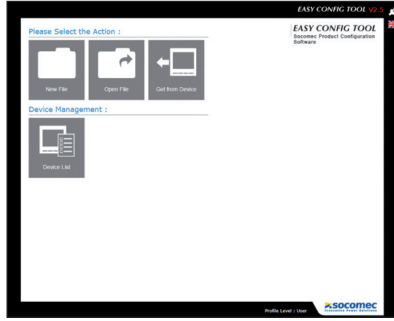 EASY CONFIG TOOL V2.5
Please Select the Action :
EASY CONFIG TOOL
Socomec Product Configuration
Software
New File
Open File
Get from Device
Device Management :
Device List
Profile Level : User
socomec
Innovative Power Solutions